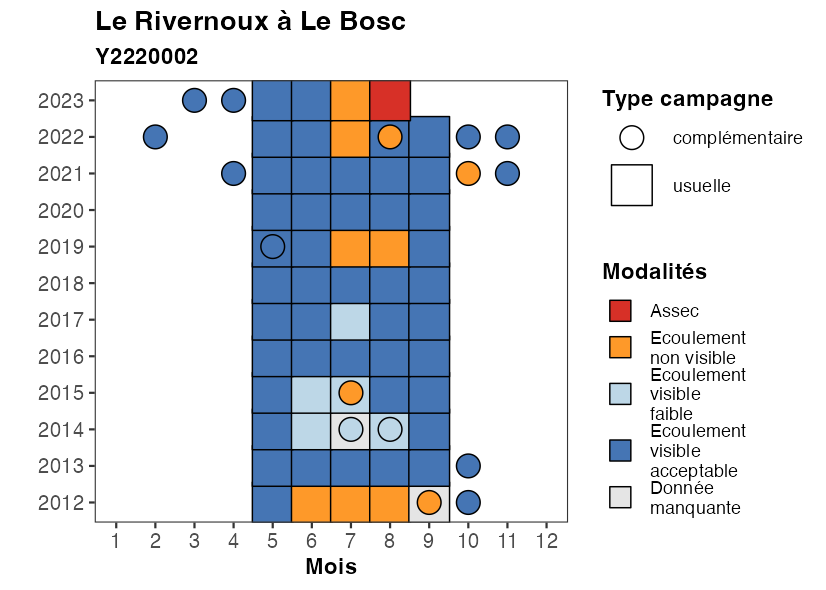 Le Rivernoux à Le Bosc
Y2220002
2023
2022
2021
2020
2019
2018
2017
2016
2015
2014
2013
2012
1 2 3 4 5 6 7 8 9 10 11 12
Mois
Type campagne
complémentaire
usuelle
Modalités
Assec
Ecoulement
non visible
Ecoulement
visible
faible
Ecoulement
visible
acceptable
Donnée
manquante